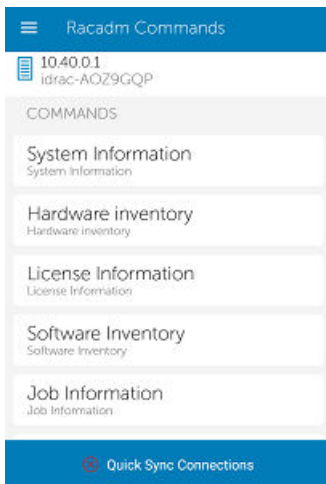 Racadm Commands
10.40.0.1
idrac-AOZ9GQP
COMMANDS
System Information
System Information
Hardware inventory
Hardware inventory
License Information
License Information
Software Inventory
Software Inventory
Job Information
Job Information
Quick Sync Connections